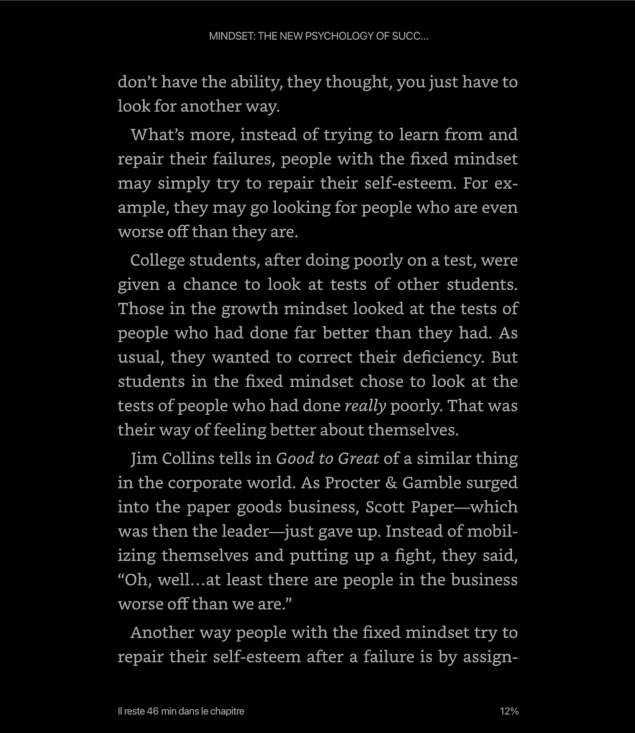 MINDSET: THE NEW PSYCHOLOGY OF SUCC...
don’t have the ability, they thought, you just have to
look for another way.
What’s more, instead of trying to learn from and
repair their failures, people with the fixed mindset
may simply try to repair their self-esteem. For ex-
ample, they may go looking for people who are even
worse off than they are.
College students, after doing poorly on a test, were
given a chance to look at tests of other students.
Those in the growth mindset looked at the tests of
people who had done far better than they had. As
usual, they wanted to correct their deficiency. But
students in the fixed mindset chose to look at the
tests of people who had done really poorly. That was
their way of feeling better about themselves.
Jim Collins tells in Good to Great of a similar thing
in the corporate world. As Procter & Gamble surged
into the paper goods business, Scott Paper—which
was then the leader—just gave up. Instead of mobil-
izing themselves and putting up a fight, they said,
“Oh, well…at least there are people in the business
worse off than we are.”
Another way people with the fixed mindset try to
repair their self-esteem after a failure is by assign-
Il reste 46 min dans le chapitre
12%